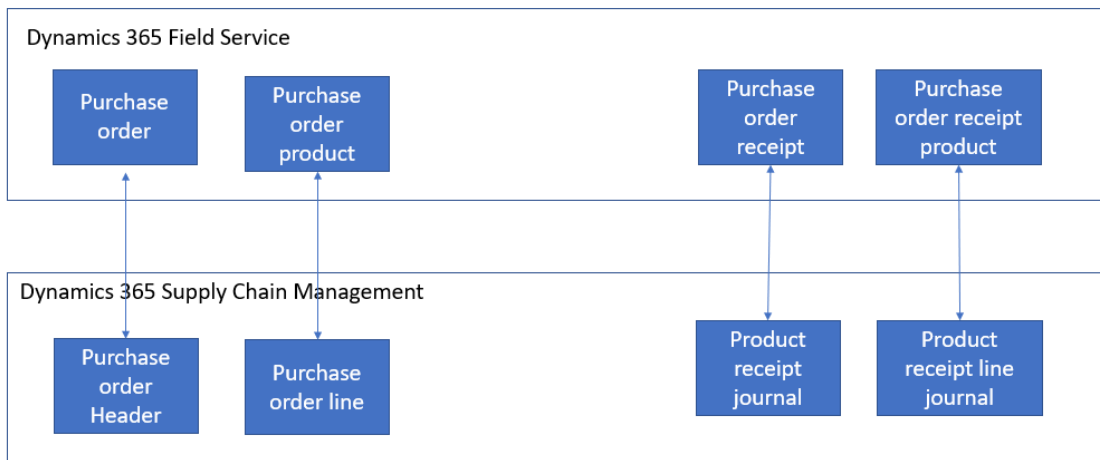 Dynamics 365 Field Service
Purchase
order
Purchase
order
product
Purchase
order
receipt
Purchase
order receipt
product
Dynamics 365 Supply Chain Management
Purchase
order
Header
Purchase
order line
Product
receipt
journal
Product
receipt line
journal